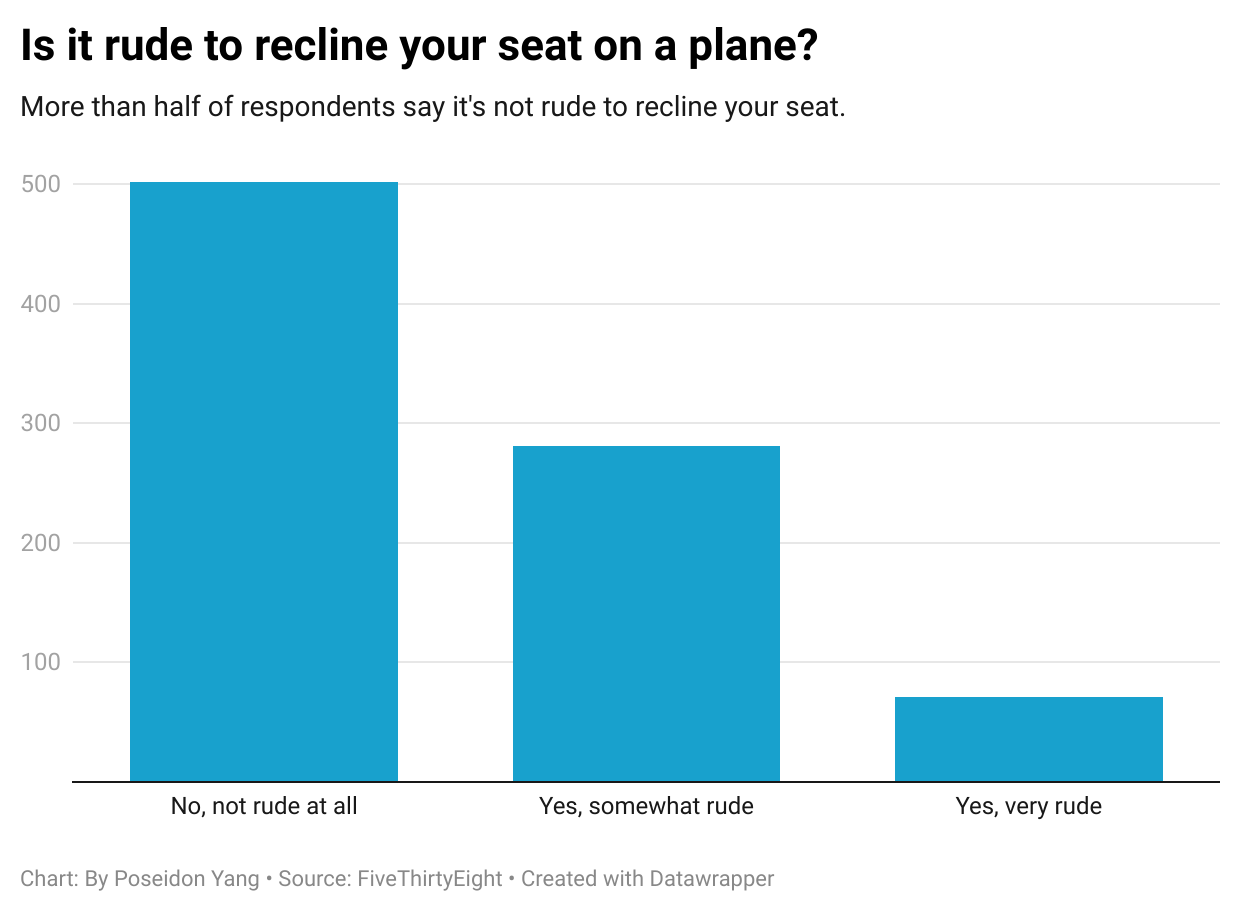 Is it rude to recline your seat on a plane?
More than half of respondents say it's not rude to recline your seat.
500
400
300
200
100
No, not rude at all
Yes, somewhat rude
Yes, very rude
Chart: By Poseidon Yang • Source: FiveThirtyEight • Created with Datawrapper